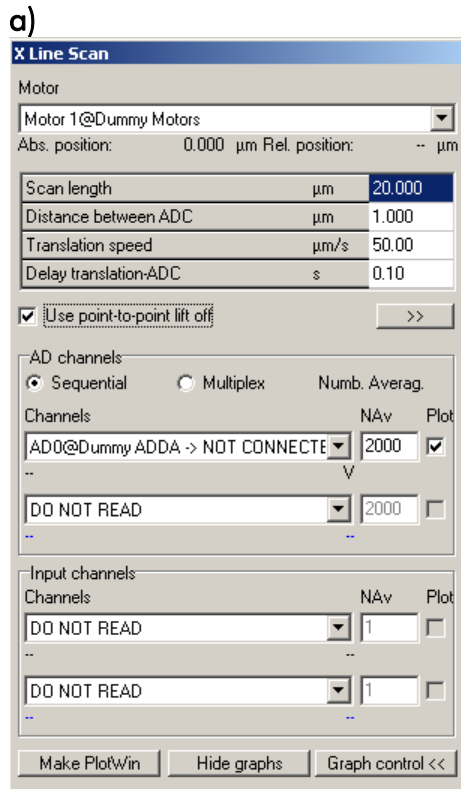 a)
X Line Scan
Motor
Motor 1@Dummy Motors
Abs. position: 0.000 µm Rel. position: -- µm
Scan length µm 20.000
Distance between ADC µm 1.000
Translation speed µm/s 50.00
Delay translation-ADC s 0.10
Use point-to-point lift off >>
AD channels
Sequential Multiplex Numb. Averag.
Channels NAv Plot
AD0@Dummy ADDA -> NOT CONNECTE 2000
-- V
DO NOT READ 2000
-- --
Input channels
Channels NAv Plot
DO NOT READ 1
-- --
DO NOT READ 1
-- --
Make PlotWin Hide graphs Graph control <<